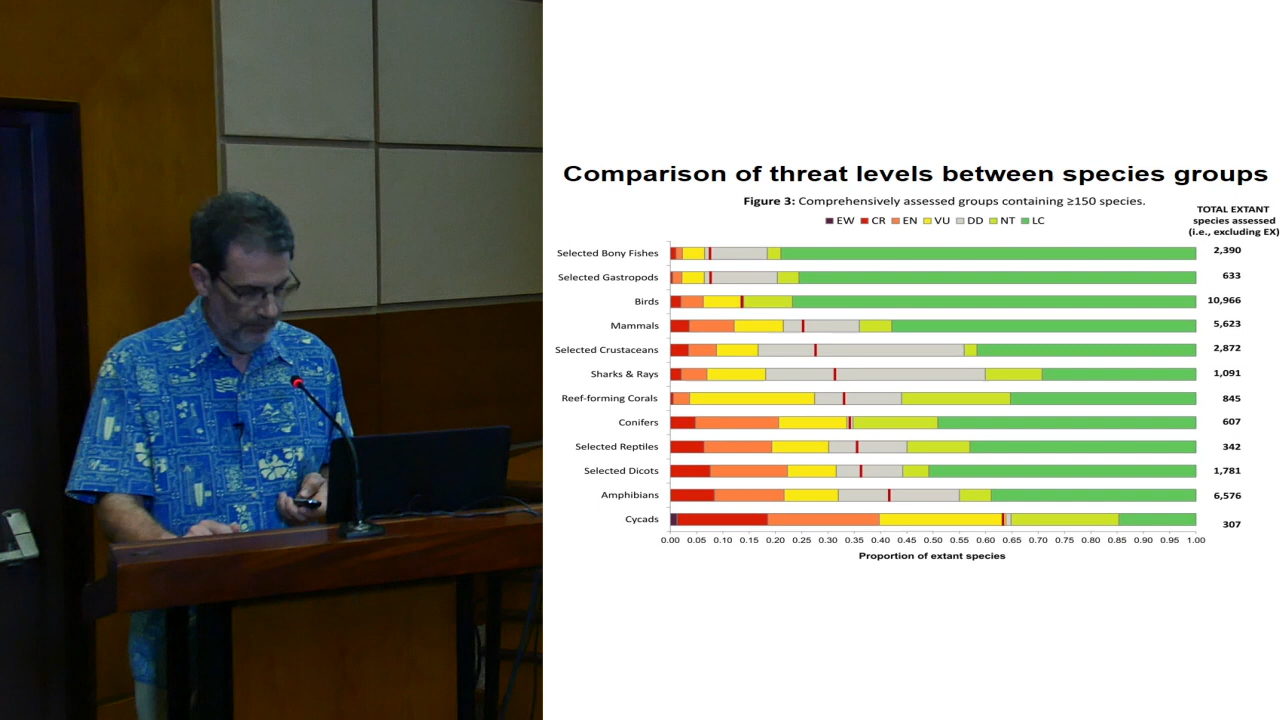 Comparison of threat levels between species groups
Figure 3: Comprehensively assessed groups containing ≥150 species.
TOTAL EXTANT
species assessed
(i.e., excluding EX)
EW CR EN VU DD NT LC
Selected Bony Fishes 2,390
Selected Gastropods 633
Birds 10,966
Mammals 5,623
Selected Crustaceans 2,872
Sharks & Rays 1,091
Reef-forming Corals 845
Conifers 607
Selected Reptiles 342
Selected Dicots 1,781
Amphibians 6,576
Cycads 307
0.00 0.05 0.10 0.15 0.20 0.25 0.30 0.35 0.40 0.45 0.50 0.55 0.60 0.65 0.70 0.75 0.80 0.85 0.90 0.95 1.00
Proportion of extant species